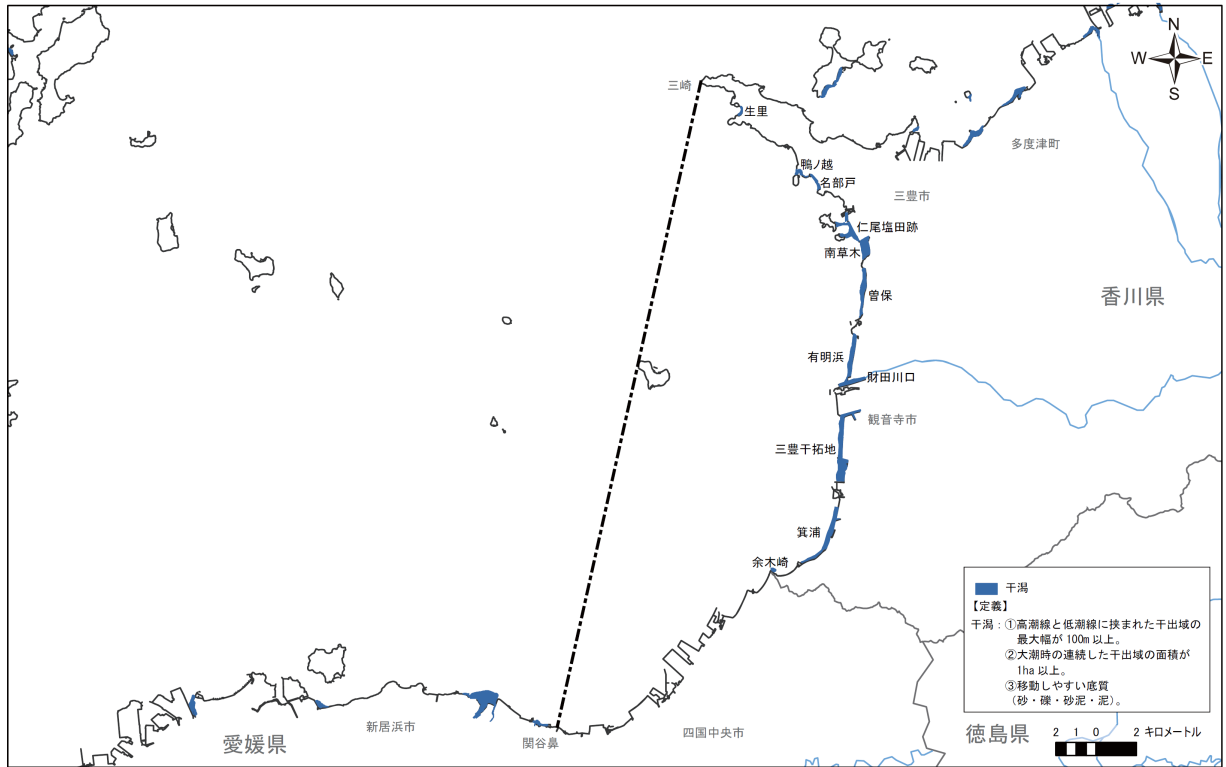 N
W E
S
三崎
生里
多度津町
鴨ノ越
名部戸
三豊市
仁尾塩田跡
南草木
曽保
香川県
有明浜
財田川口
観音寺市
三豊干拓地
箕浦
余木崎
干潟
【定義】
干潟：①高潮線と低潮線に挟まれた干出域の
最大幅が100m以上。
②大潮時の連続した干出域の面積が
1ha以上。
③移動しやすい底質
（砂・礫・砂泥・泥）。
新居浜市
愛媛県
関谷鼻
四国中央市
徳島県
2 1 0 2 キロメートル